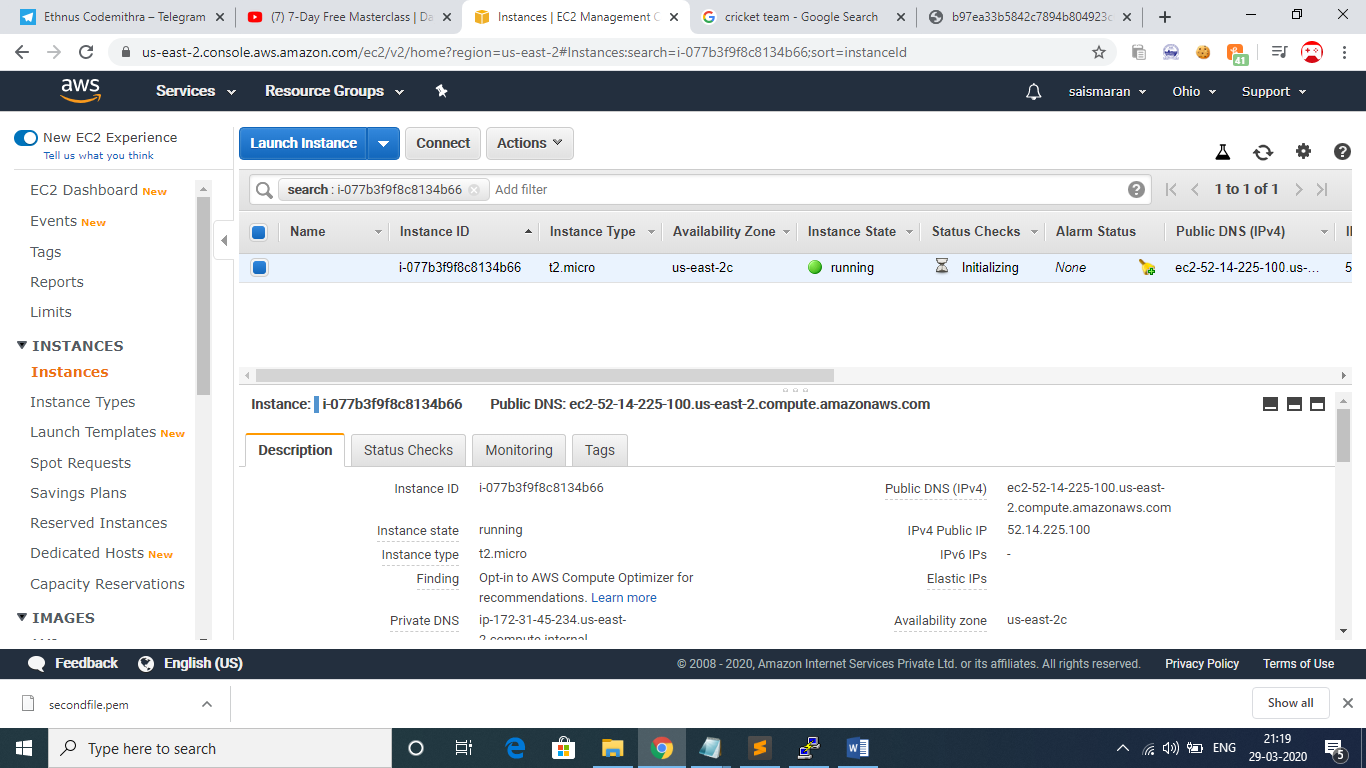 Ethnus Codemithra – Telegram
(7) 7-Day Free Masterclass | Da
Instances | EC2 Management C
cricket team - Google Search
b97ea33b5842c7894b804923c
us-east-2.console.aws.amazon.com/ec2/v2/home?region=us-east-2#Instances:search=i-077b3f9f8c8134b66;sort=instanceId
41
aws
Services
Resource Groups
saismaran
Ohio
Support
New EC2 Experience
Tell us what you think
EC2 Dashboard New
Events New
Tags
Reports
Limits
INSTANCES
Instances
Instance Types
Launch Templates New
Spot Requests
Savings Plans
Reserved Instances
Dedicated Hosts New
Capacity Reservations
IMAGES
Launch Instance
Connect
Actions
search : i-077b3f9f8c8134b66
Add filter
1 to 1 of 1
Name Instance ID Instance Type Availability Zone Instance State Status Checks Alarm Status Public DNS (IPv4)
i-077b3f9f8c8134b66 t2.micro us-east-2c running Initializing None ec2-52-14-225-100.us-... 5
Instance: i-077b3f9f8c8134b66 Public DNS: ec2-52-14-225-100.us-east-2.compute.amazonaws.com
Description
Status Checks
Monitoring
Tags
Instance ID i-077b3f9f8c8134b66
Instance state running
Instance type t2.micro
Finding Opt-in to AWS Compute Optimizer for
recommendations. Learn more
Private DNS ip-172-31-45-234.us-east-
2.compute.internal
Public DNS (IPv4) ec2-52-14-225-100.us-east-
2.compute.amazonaws.com
IPv4 Public IP 52.14.225.100
IPv6 IPs -
Elastic IPs
Availability zone us-east-2c
Feedback
English (US)
© 2008 - 2020, Amazon Internet Services Private Ltd. or its affiliates. All rights reserved.
Privacy Policy
Terms of Use
secondfile.pem
Show all
Type here to search
ENG
21:19
29-03-2020
5